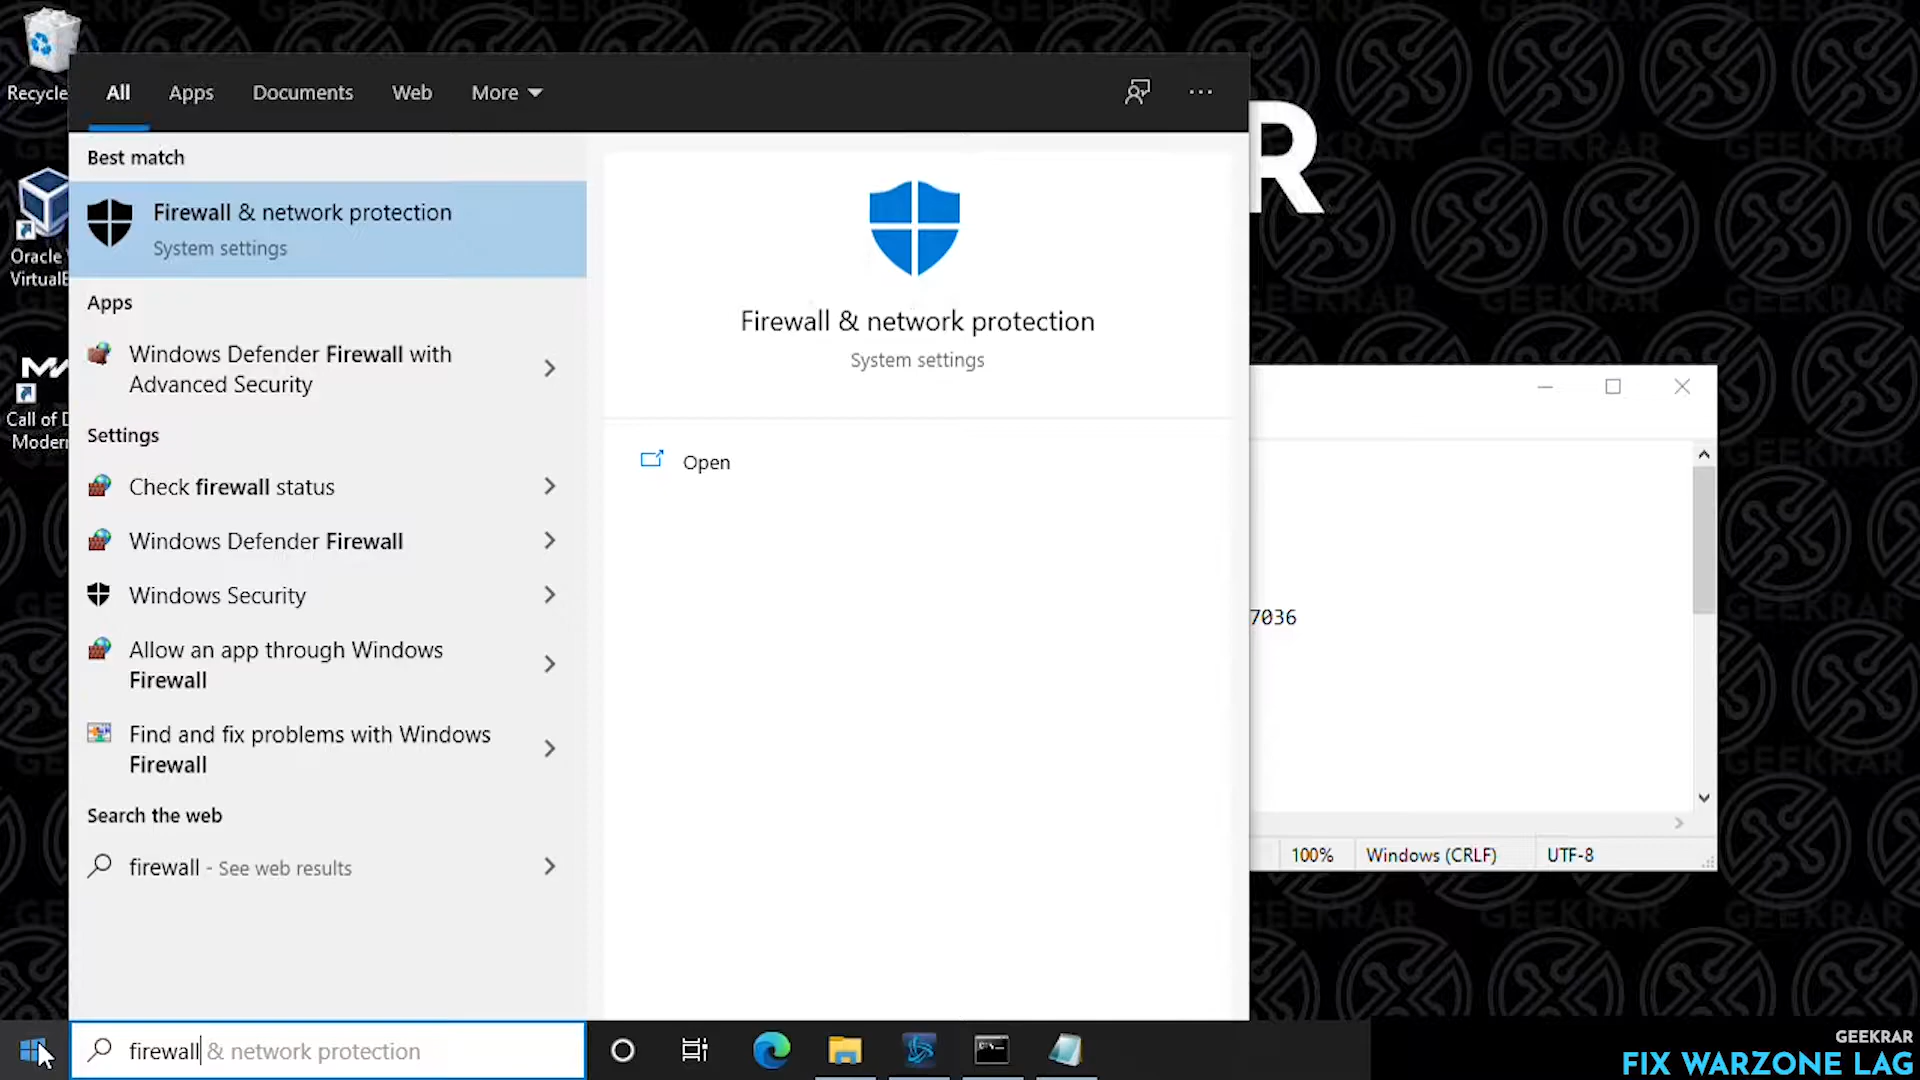 Recycle
Oracle
VirtualB
Call of D
Modern
All
Apps
Documents
Web
More
Best match
Firewall & network protection
System settings
Apps
Windows Defender Firewall with
Advanced Security
Settings
Check firewall status
Windows Defender Firewall
Windows Security
Allow an app through Windows
Firewall
Find and fix problems with Windows
Firewall
Search the web
firewall - See web results
Firewall & network protection
System settings
Open
R
7036
100%
Windows (CRLF)
UTF-8
firewall & network protection
GEEKRAR
FIX WARZONE LAG